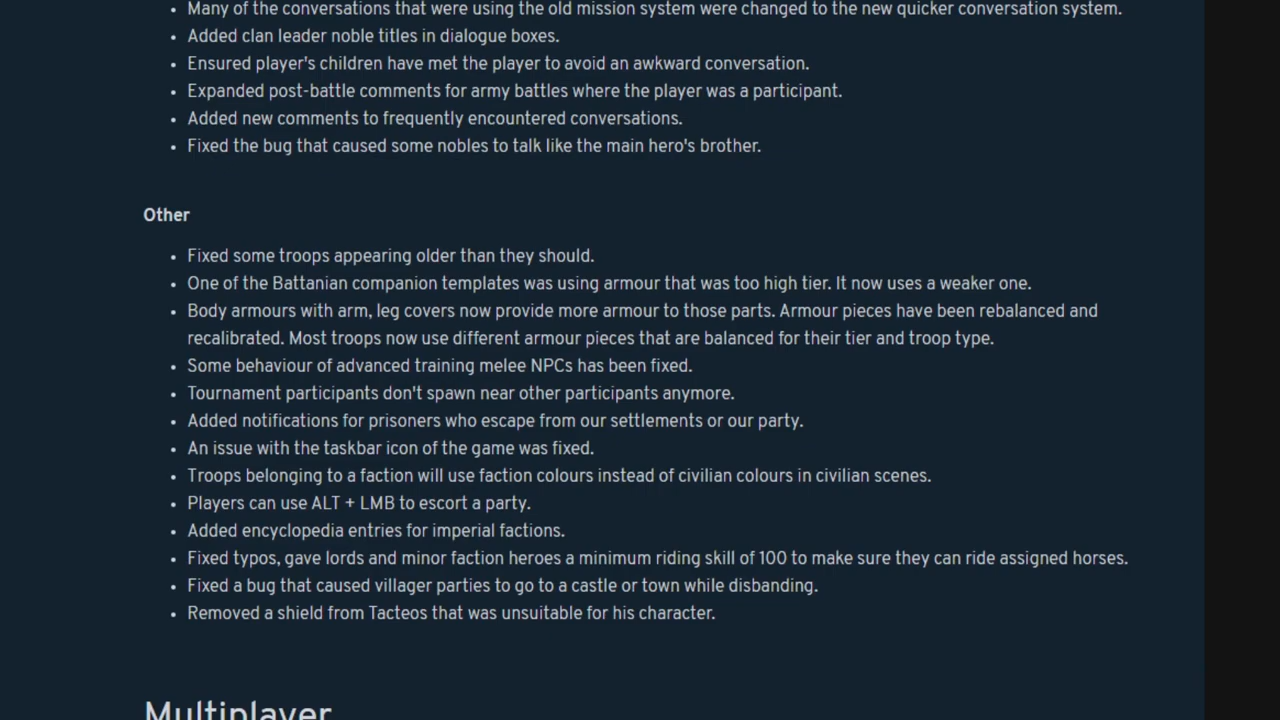 Many of the conversations that were using the old mission system were changed to the new quicker conversation system.
Added clan leader noble titles in dialogue boxes.
Ensured player's children have met the player to avoid an awkward conversation.
Expanded post-battle comments for army battles where the player was a participant.
Added new comments to frequently encountered conversations.
Fixed the bug that caused some nobles to talk like the main hero's brother.
Other
Fixed some troops appearing older than they should.
One of the Battanian companion templates was using armour that was too high tier. It now uses a weaker one.
Body armours with arm, leg covers now provide more armour to those parts. Armour pieces have been rebalanced and
recalibrated. Most troops now use different armour pieces that are balanced for their tier and troop type.
Some behaviour of advanced training melee NPCs has been fixed.
Tournament participants don't spawn near other participants anymore.
Added notifications for prisoners who escape from our settlements or our party.
An issue with the taskbar icon of the game was fixed.
Troops belonging to a faction will use faction colours instead of civilian colours in civilian scenes.
Players can use ALT + LMB to escort a party.
Added encyclopedia entries for imperial factions.
Fixed typos, gave lords and minor faction heroes a minimum riding skill of 100 to make sure they can ride assigned horses.
Fixed a bug that caused villager parties to go to a castle or town while disbanding.
Removed a shield from Tacteos that was unsuitable for his character.
Multiplayer